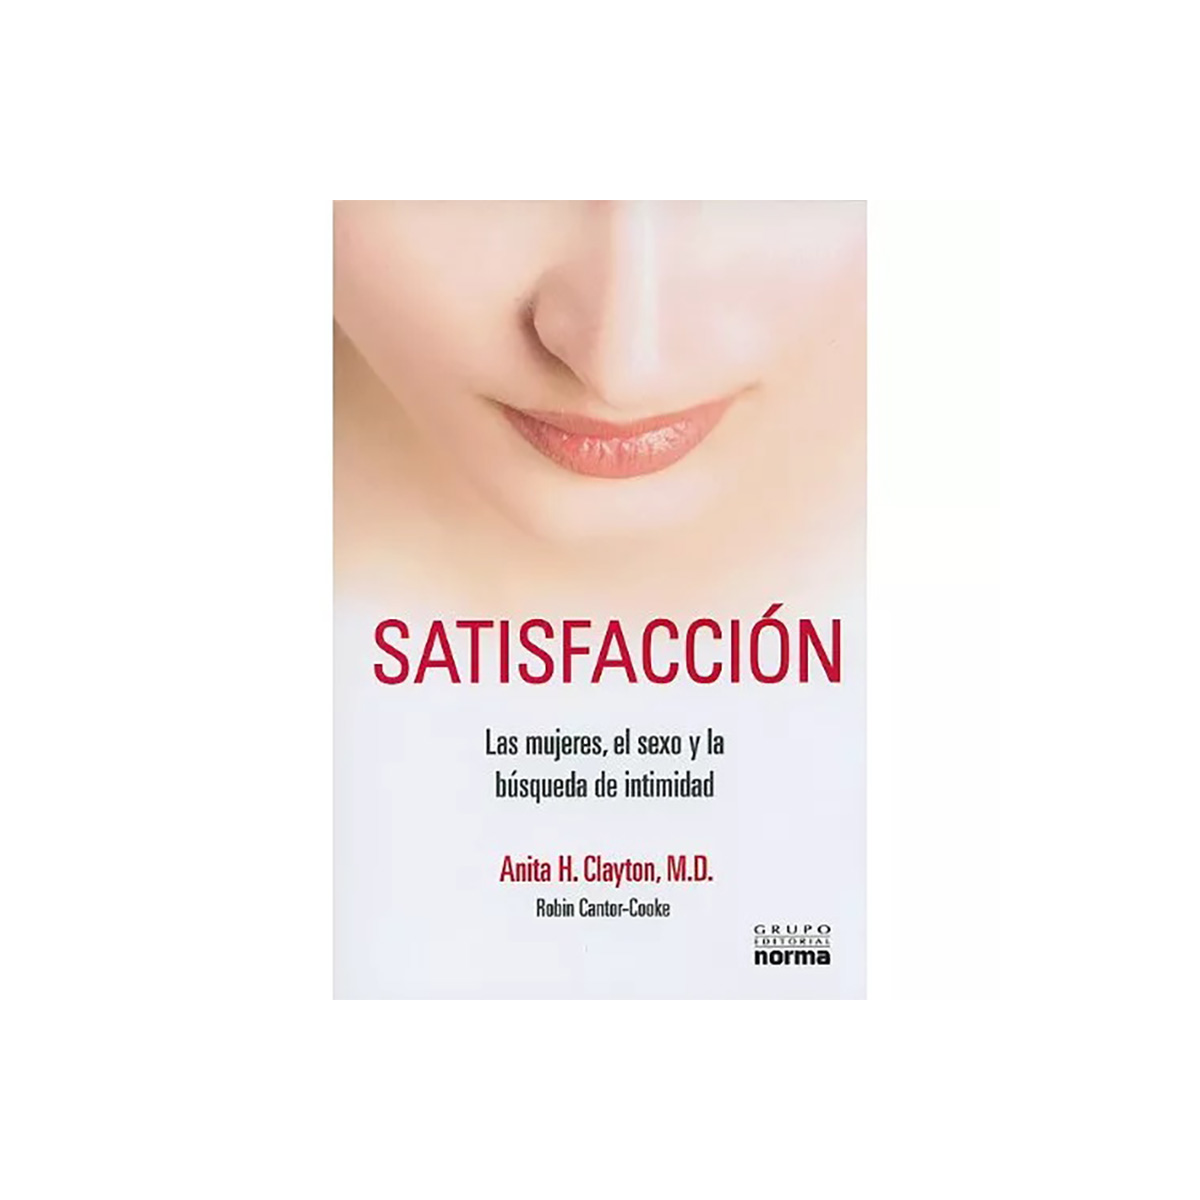 SATISFACCIÓN
Las mujeres, el sexo y la
búsqueda de intimidad
Anita H. Clayton, M.D.
Robin Cantor-Cooke
GRUPO
EDITORIAL
norma